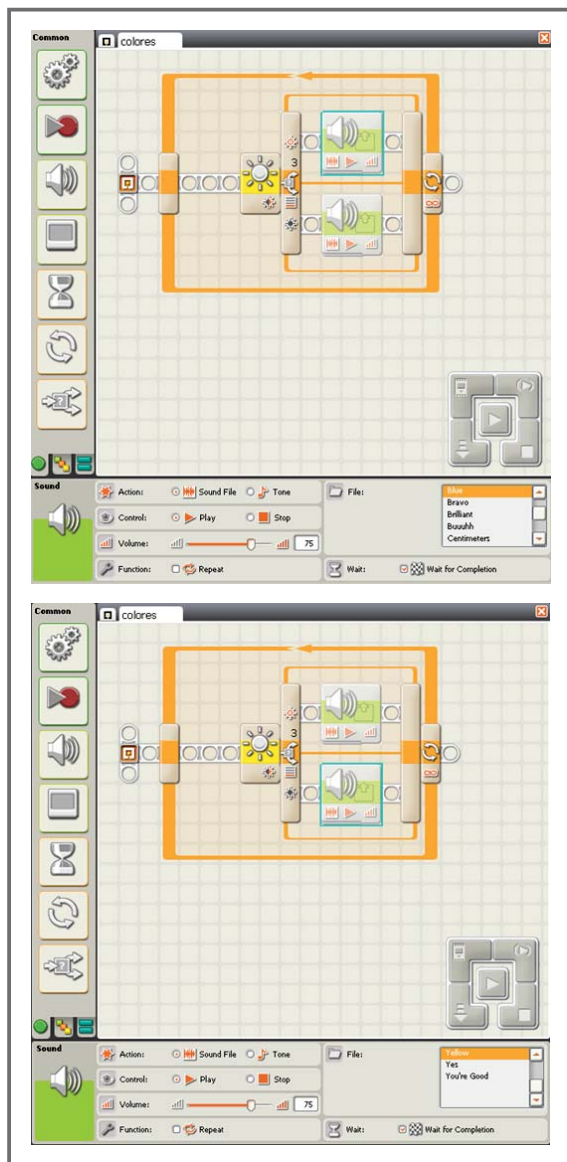 Common
colores
3
Sound
Action: Sound File Tone
Control: Play Stop
Volume: 75
Function: Repeat
File:
Blue
Bravo
Brilliant
Buuuhh
Centimeters
Wait: Wait for Completion
Common
colores
3
Sound
Action: Sound File Tone
Control: Play Stop
Volume: 75
Function: Repeat
File:
Yellow
Yes
You're Good
Wait: Wait for Completion